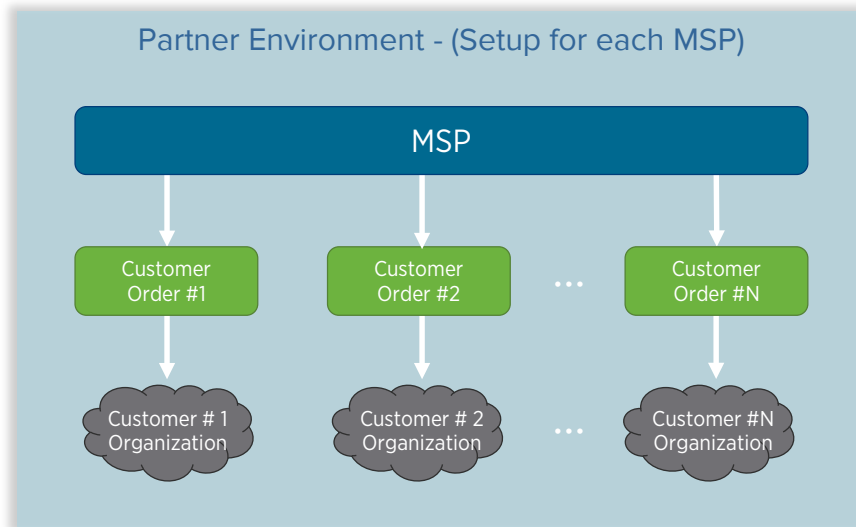 Partner Environment - (Setup for each MSP)
MSP
Customer
Order #1
Customer
Order #2
...
Customer
Order #N
Customer # 1
Organization
Customer # 2
Organization
...
Customer #N
Organization